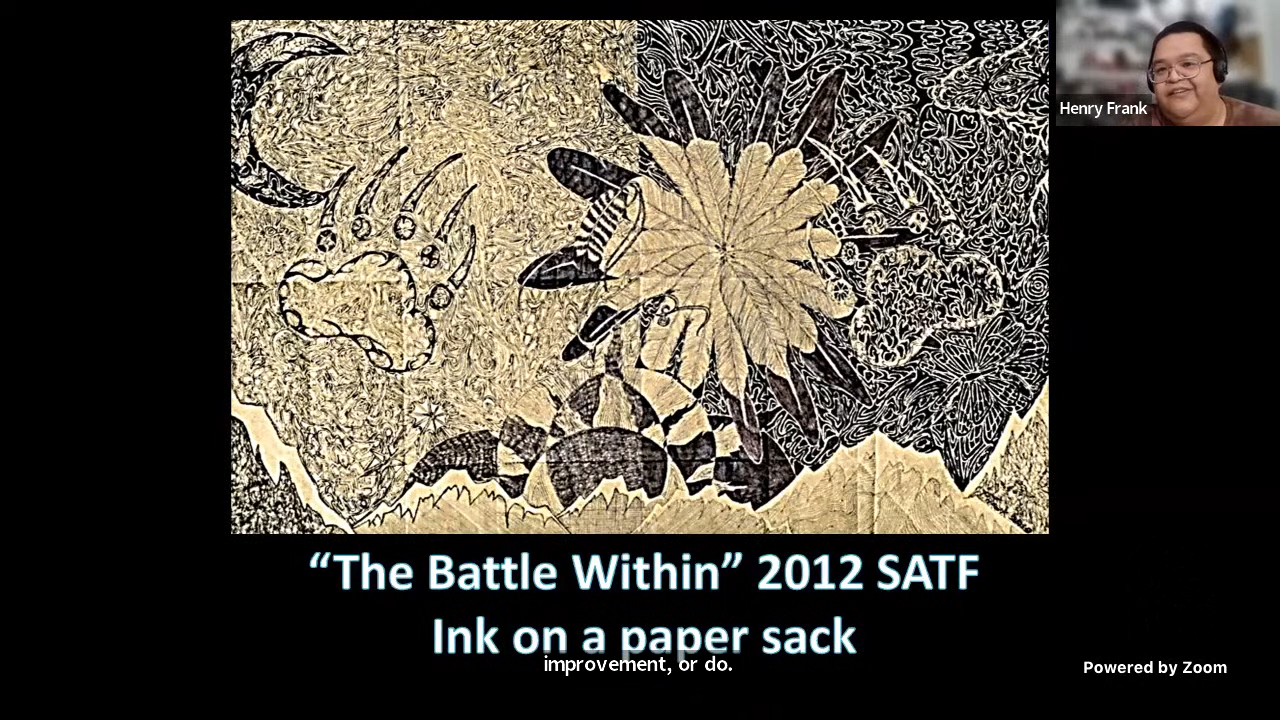 Henry Frank
“The Battle Within” 2012 SATF
Ink on a paper sack
improvement, or do.
Powered by Zoom